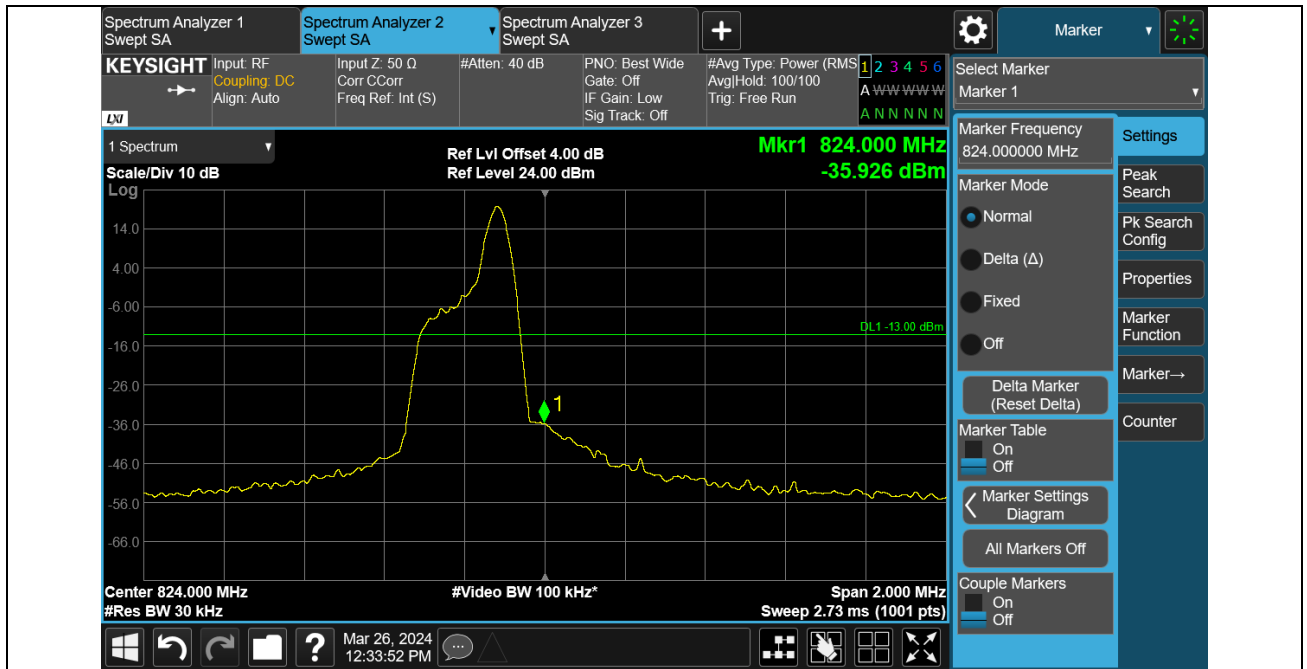 Spectrum Analyzer 1
Swept SA
Spectrum Analyzer 2
Swept SA
Spectrum Analyzer 3
Swept SA
Marker
KEYSIGHT
LXI
Input: RF
Coupling: DC
Align: Auto
Input Z: 50 Ω
Corr CCorr
Freq Ref: Int (S)
#Atten: 40 dB
PNO: Best Wide
Gate: Off
IF Gain: Low
Sig Track: Off
#Avg Type: Power (RMS
Avg|Hold: 100/100
Trig: Free Run
1 2 3 4 5 6
A W W W W W
A N N N N N
Select Marker
Marker 1
1 Spectrum
Scale/Div 10 dB
Ref Lvl Offset 4.00 dB
Ref Level 24.00 dBm
Mkr1 824.000 MHz
-35.926 dBm
Log
14.0
4.00
-6.00
-16.0
-26.0
-36.0
-46.0
-56.0
-66.0
DL1 -13.00 dBm
1
Center 824.000 MHz
#Res BW 30 kHz
#Video BW 100 kHz*
Span 2.000 MHz
Sweep 2.73 ms (1001 pts)
Marker Frequency
824.000000 MHz
Marker Mode
Normal
Delta (Δ)
Fixed
Off
Delta Marker
(Reset Delta)
Marker Table
On
Off
Marker Settings
Diagram
All Markers Off
Couple Markers
On
Off
Settings
Peak
Search
Pk Search
Config
Properties
Marker
Function
Marker→
Counter
?
Mar 26, 2024
12:33:52 PM